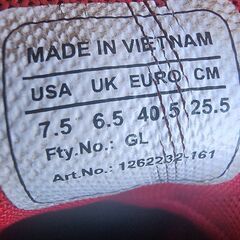 MADE IN VIETNAM
USA UK EURO CM
7.5 6.5 40.5 25.5
Fty.No.: GL
Art.No.: 1262232-161